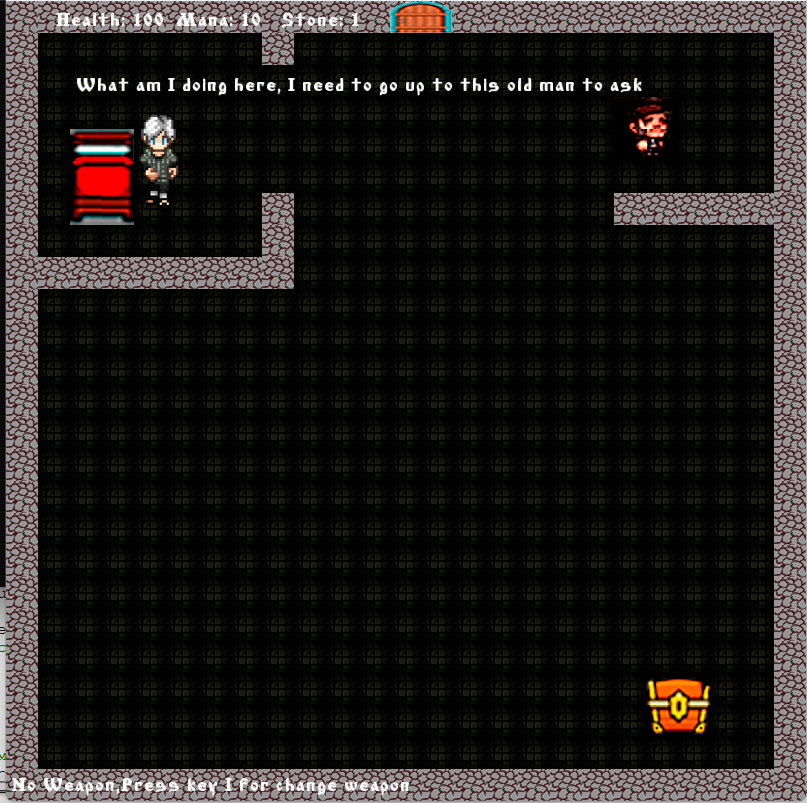 Health: 100 Mana: 10 Stone: 1
What am I doing here, I need to go up to this old man to ask
No Weapon,Press key I for change weapon